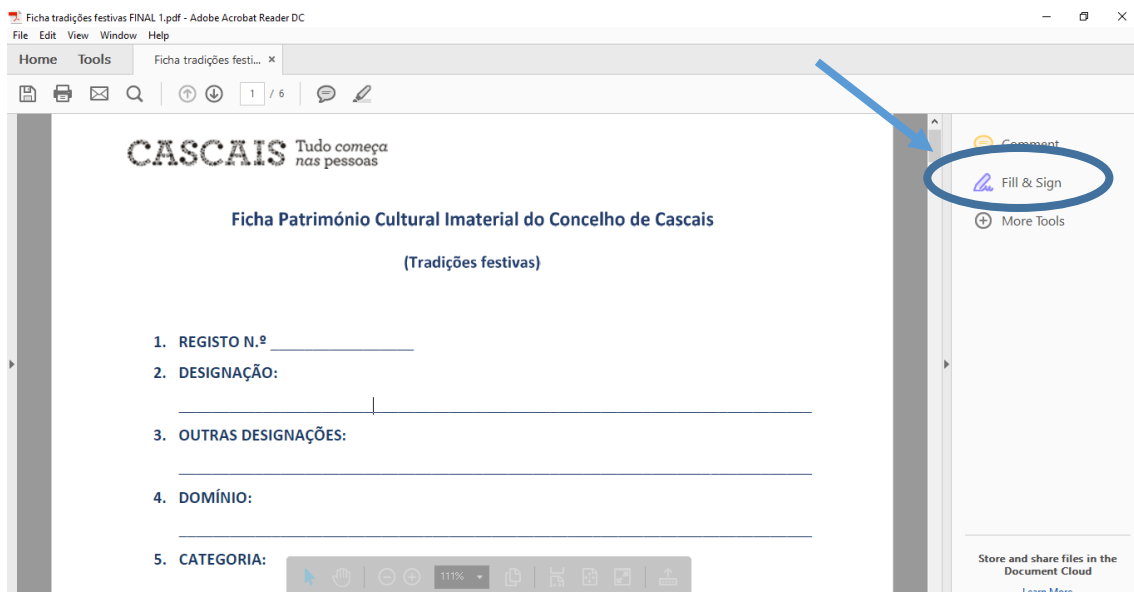 Ficha tradições festivas FINAL 1.pdf - Adobe Acrobat Reader DC
File Edit View Window Help
Home Tools Ficha tradições festi... ×
1 / 6
CASCAIS Tudo começa
nas pessoas
Comment
Fill & Sign
More Tools
Ficha Património Cultural Imaterial do Concelho de Cascais
(Tradições festivas)
1. REGISTO N.º _________________
2. DESIGNAÇÃO:
3. OUTRAS DESIGNAÇÕES:
4. DOMÍNIO:
5. CATEGORIA:
111%
Store and share files in the
Document Cloud
Learn More